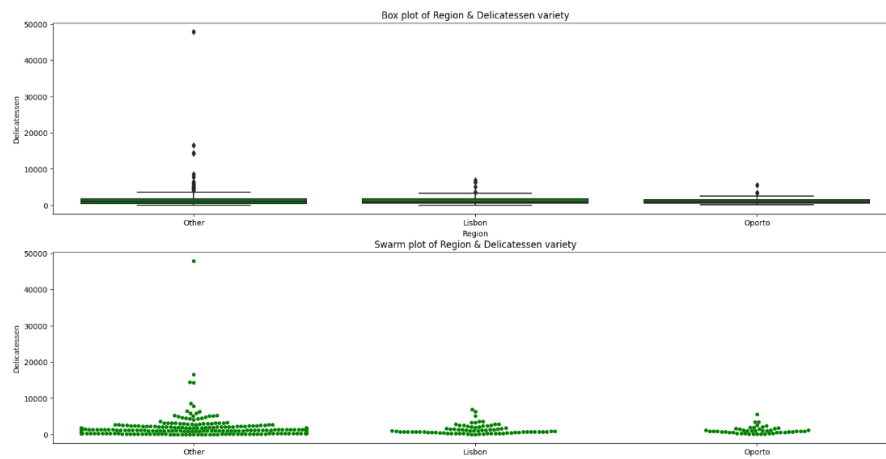 Box plot of Region & Delicatessen variety
50000
40000
30000
20000
10000
0
Delicatessen
Other Lisbon Oporto
Region
Swarm plot of Region & Delicatessen variety
50000
40000
30000
20000
10000
0
Delicatessen
Other Lisbon Oporto